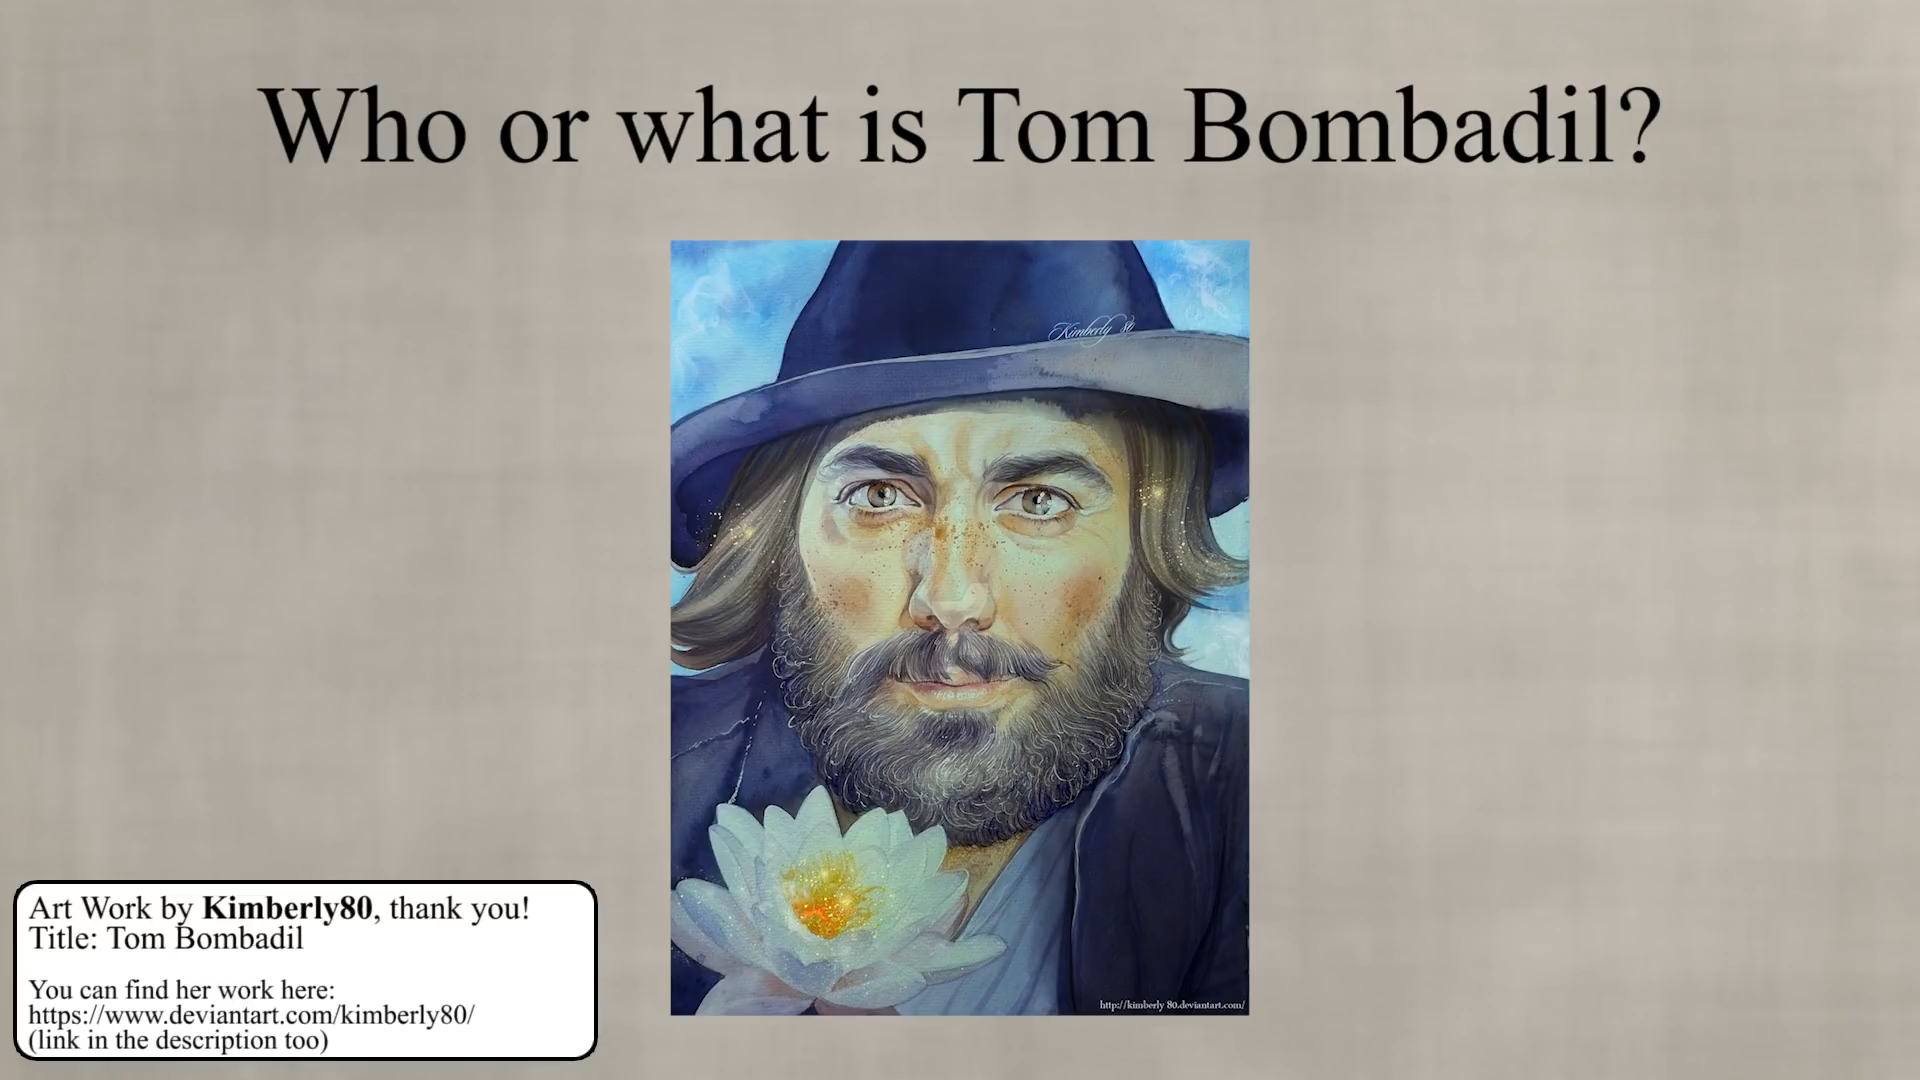 Who or what is Tom Bombadil?
Kimberly 80
Art Work by Kimberly80, thank you!
Title: Tom Bombadil
You can find her work here:
https://www.deviantart.com/kimberly80/
(link in the description too)
http://kimberly 80.deviantart.com/